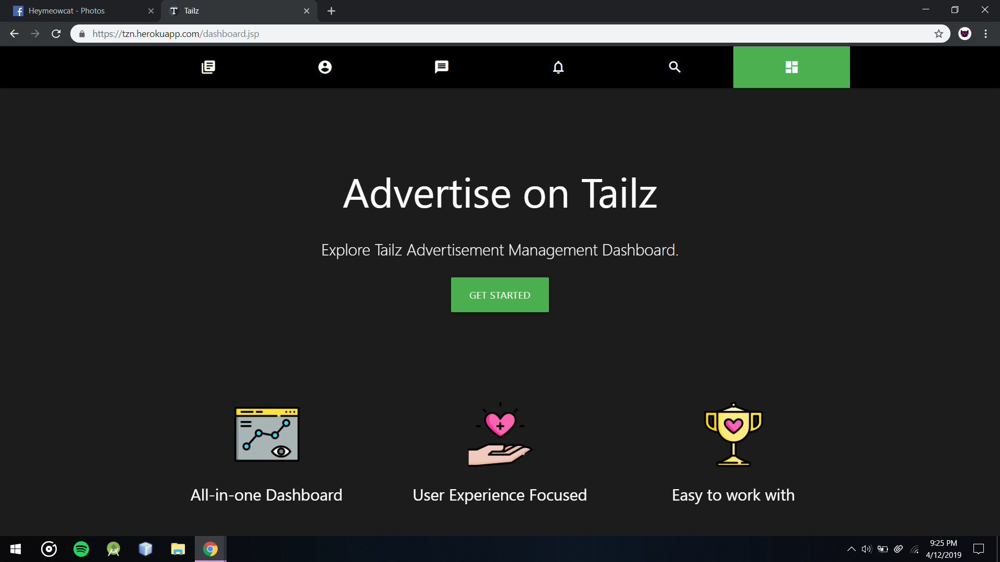 Heymeowcat - Photos
Tailz
https://tzn.herokuapp.com/dashboard.jsp
Advertise on Tailz
Explore Tailz Advertisement Management Dashboard.
GET STARTED
All-in-one Dashboard
User Experience Focused
Easy to work with
9:25 PM
4/12/2019